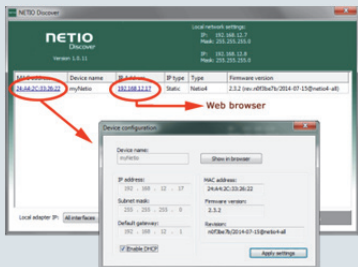 NETIO Discover
NETIO
Discover
Version 1.0.11
Local network settings:
IP: 192.168.12.7
Mask: 255.255.255.0
IP: 192.168.12.8
Mask: 255.255.255.0
Device name IP type Type Firmware version
24:A4:2C:33:26:22 myNetio 192.168.12.17 Static Netio4 2.3.2 (rev.n0f3ba7b/2014-07-15@netio4-all)
Web browser
Device configuration
Device name:
myNetio
Show in browser
IP address:
MAC address:
192 . 168 . 12 . 17
24:A4:2C:33:26:22
Subnet mask:
Firmware version:
255 . 255 . 255 . 0
2.3.2
Default gateway:
Revision:
192 . 168 . 12 . 1
n0f3ba7b/2014-07-15@netio4-all
Enable DHCP
Local adapter IP: All interfaces
Apply settings